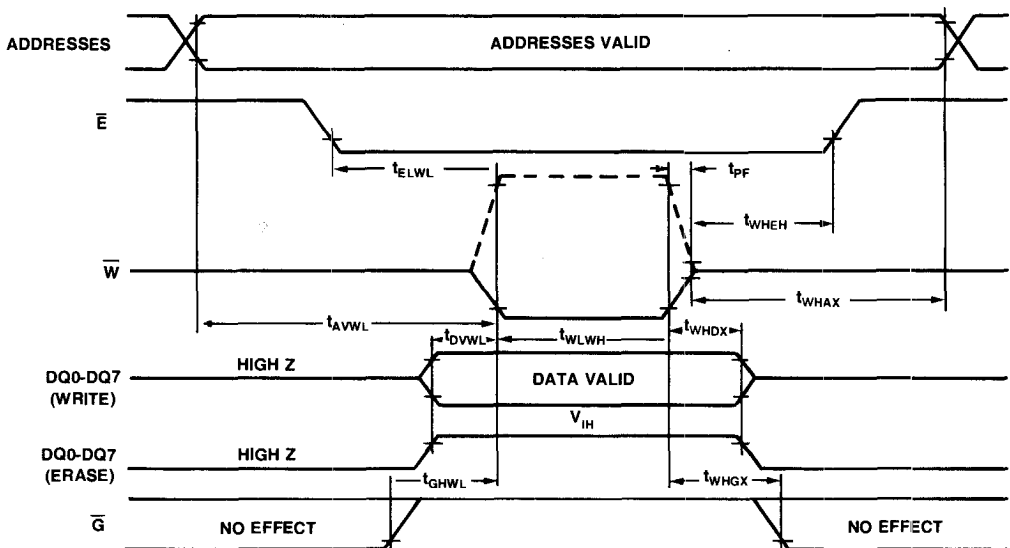 ADDRESSES
ADDRESSES VALID
E̅
tELWL
tPF
tWHEH
W̅
tWHAX
tAVWL
tDVWL
tWLWH
tWHDX
DQ0-DQ7
(WRITE)
HIGH Z
DATA VALID
VIH
DQ0-DQ7
(ERASE)
HIGH Z
tGHWL
tWHGX
G̅
NO EFFECT
NO EFFECT